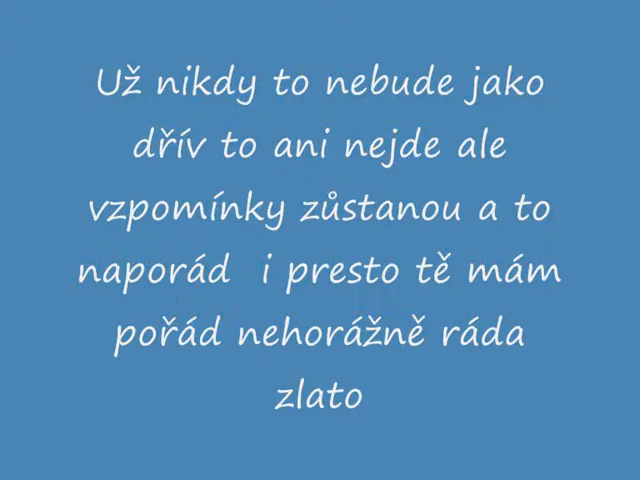 Už nikdy to nebude jako
dřív to ani nejde ale
vzpomínky zůstanou a to
naporád i presto tě mám
pořád nehorážně ráda
zlato